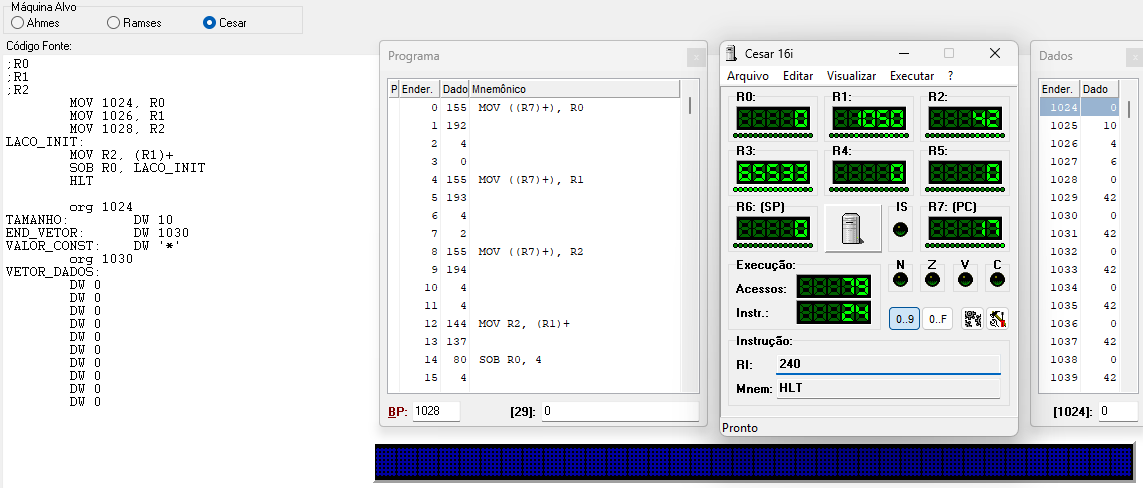 Máquina Alvo
Ahmes Ramses Cesar
Código Fonte:
;R0
;R1
;R2
MOV 1024, R0
MOV 1026, R1
MOV 1028, R2
LACO_INIT:
MOV R2, (R1)+
SOB R0, LACO_INIT
HLT
org 1024
TAMANHO: DW 10
END_VETOR: DW 1030
VALOR_CONST: DW '*'
org 1030
VETOR_DADOS:
DW 0
DW 0
DW 0
DW 0
DW 0
DW 0
DW 0
DW 0
DW 0
DW 0
Programa
P Ender. Dado Mnemônico
0 155 MOV ((R7)+), R0
1 192
2 4
3 0
4 155 MOV ((R7)+), R1
5 193
6 4
7 2
8 155 MOV ((R7)+), R2
9 194
10 4
11 4
12 144 MOV R2, (R1)+
13 137
14 80 SOB R0, 4
15 4
BP: 1028 [29]: 0
Cesar 16i
Arquivo Editar Visualizar Executar ?
R0: R1: R2:
0 1050 42
R3: R4: R5:
65533 0 0
R6: (SP) IS R7: (PC)
0 17
Execução: N Z V C
Acessos: 79
Instr.: 24
0..9 0..F
Instrução:
RI: 240
Mnem: HLT
Pronto
Dados
Ender. Dado
1024 0
1025 10
1026 4
1027 6
1028 0
1029 42
1030 0
1031 42
1032 0
1033 42
1034 0
1035 42
1036 0
1037 42
1038 0
1039 42
[1024]: 0